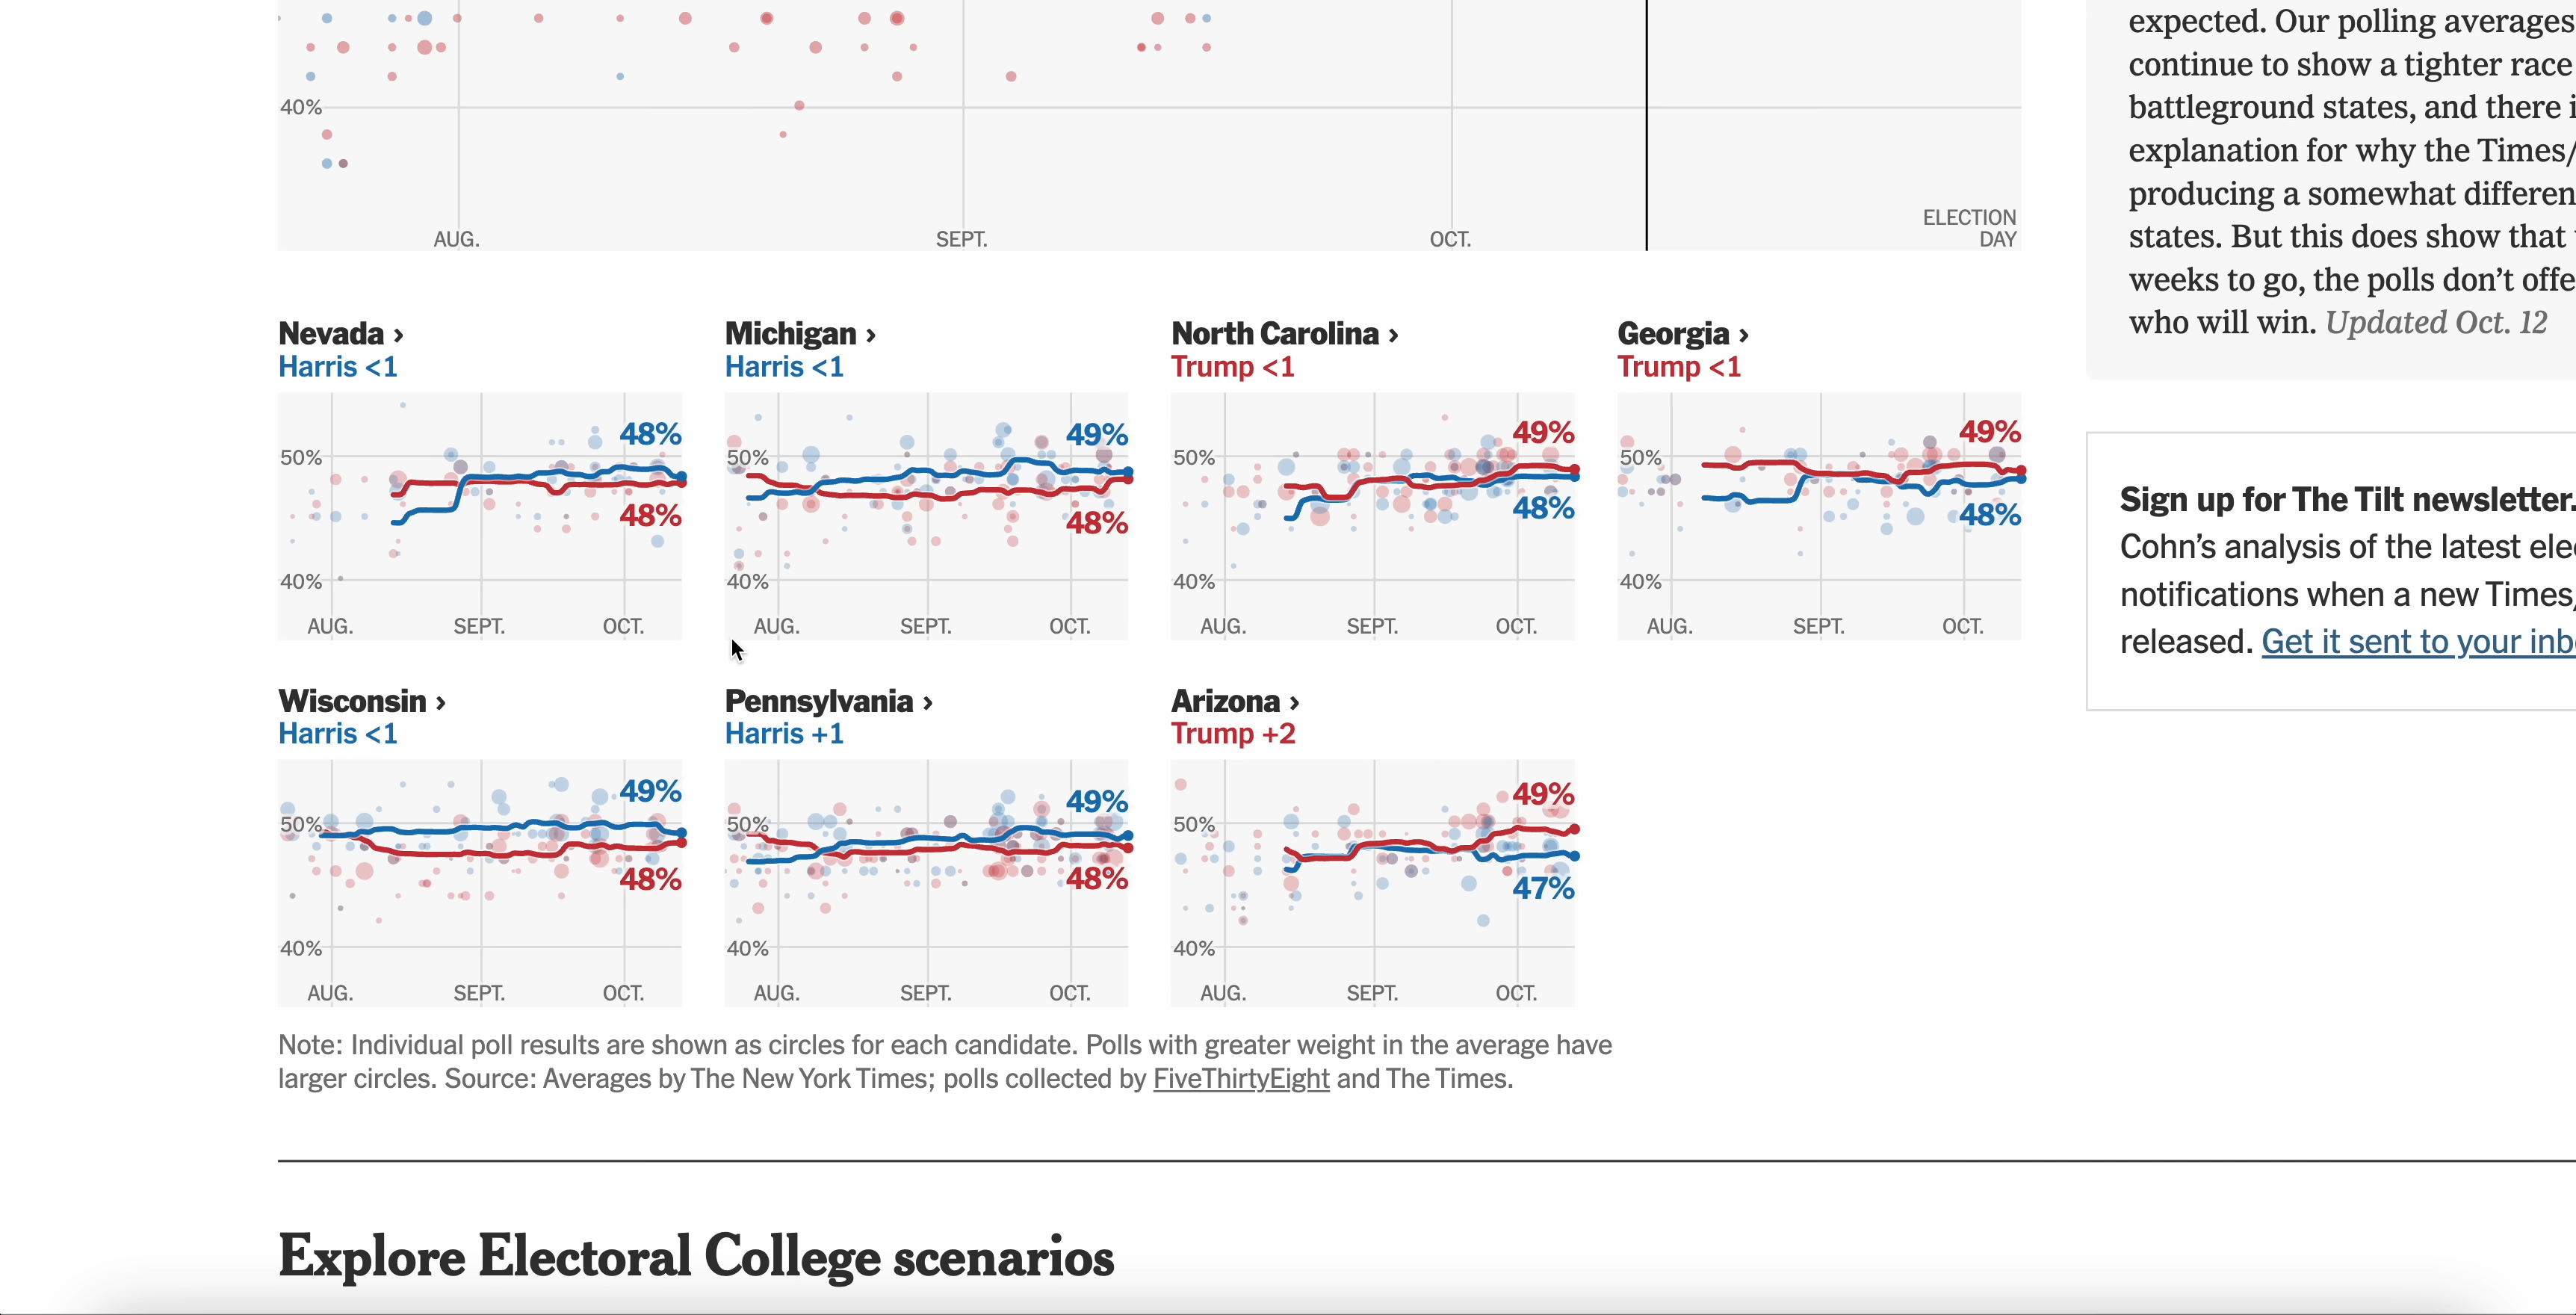 40%
AUG.
SEPT.
OCT.
ELECTION
DAY
expected. Our polling averages
continue to show a tighter race
battleground states, and there
explanation for why the Times/
producing a somewhat
states. But this does show that
weeks to go, the polls don't
who will win. Updated Oct. 12
Nevada ›
Harris <1
50%
40%
48%
48%
AUG.
SEPT.
OCT.
Michigan ›
Harris <1
50%
40%
49%
48%
AUG.
SEPT.
OCT.
North Carolina ›
Trump <1
50%
40%
49%
48%
AUG.
SEPT.
OCT.
Georgia ›
Trump <1
50%
40%
49%
48%
AUG.
SEPT.
OCT.
Sign up for The Tilt newsletter.
Cohn's analysis of the latest
notifications when a new Times/
released. Get it sent to your
Wisconsin ›
Harris <1
50%
40%
49%
48%
AUG.
SEPT.
OCT.
Pennsylvania ›
Harris +1
50%
40%
49%
48%
AUG.
SEPT.
OCT.
Arizona ›
Trump +2
50%
40%
49%
47%
AUG.
SEPT.
OCT.
Note: Individual poll results are shown as circles for each candidate. Polls with greater weight in the average have
larger circles. Source: Averages by The New York Times; polls collected by FiveThirtyEight and The Times.
Explore Electoral College scenarios